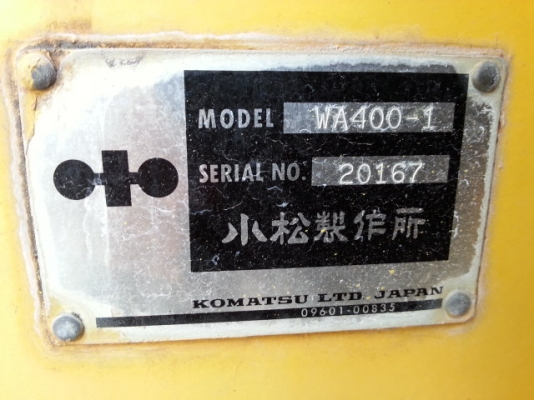 MODEL WA400-1
SERIAL NO. 20167
小松製作所
KOMATSU LTD. JAPAN
09601-00835